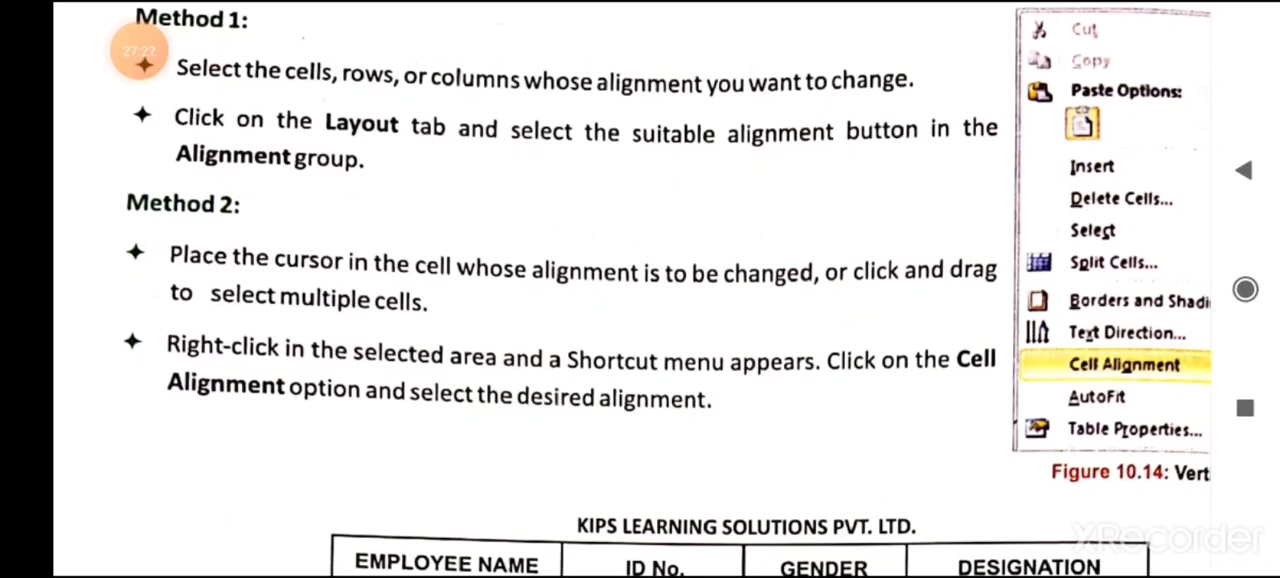 Method 1:
27:22
Select the cells, rows, or columns whose alignment you want to change.
Click on the Layout tab and select the suitable alignment button in the
Alignment group.
Method 2:
Place the cursor in the cell whose alignment is to be changed, or click and drag
to select multiple cells.
Right-click in the selected area and a Shortcut menu appears. Click on the Cell
Alignment option and select the desired alignment.
Cut
Copy
Paste Options:
Insert
Delete Cells...
Select
Split Cells...
Borders and Shadi
Text Direction...
Cell Alignment
AutoFit
Table Properties...
Figure 10.14: Vert
KIPS LEARNING SOLUTIONS PVT. LTD.
EMPLOYEE NAME ID No. GENDER DESIGNATION
XRecorder